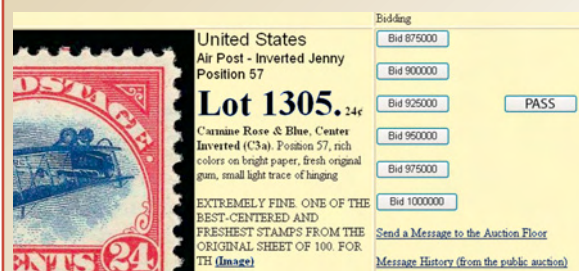 POSTAGE
CENTS 24
United States
Air Post - Inverted Jenny
Position 57
Lot 1305. 24¢
Carmine Rose & Blue, Center
Inverted (C3a). Position 57, rich
colors on bright paper, fresh original
gum, small light trace of hinging
EXTREMELY FINE. ONE OF THE
BEST-CENTERED AND
FRESHEST STAMPS FROM THE
ORIGINAL SHEET OF 100. FOR
TH (Image)
Bidding
Bid 875000
Bid 900000
Bid 925000
PASS
Bid 950000
Bid 975000
Bid 1000000
Send a Message to the Auction Floor
Message History (from the public auction)